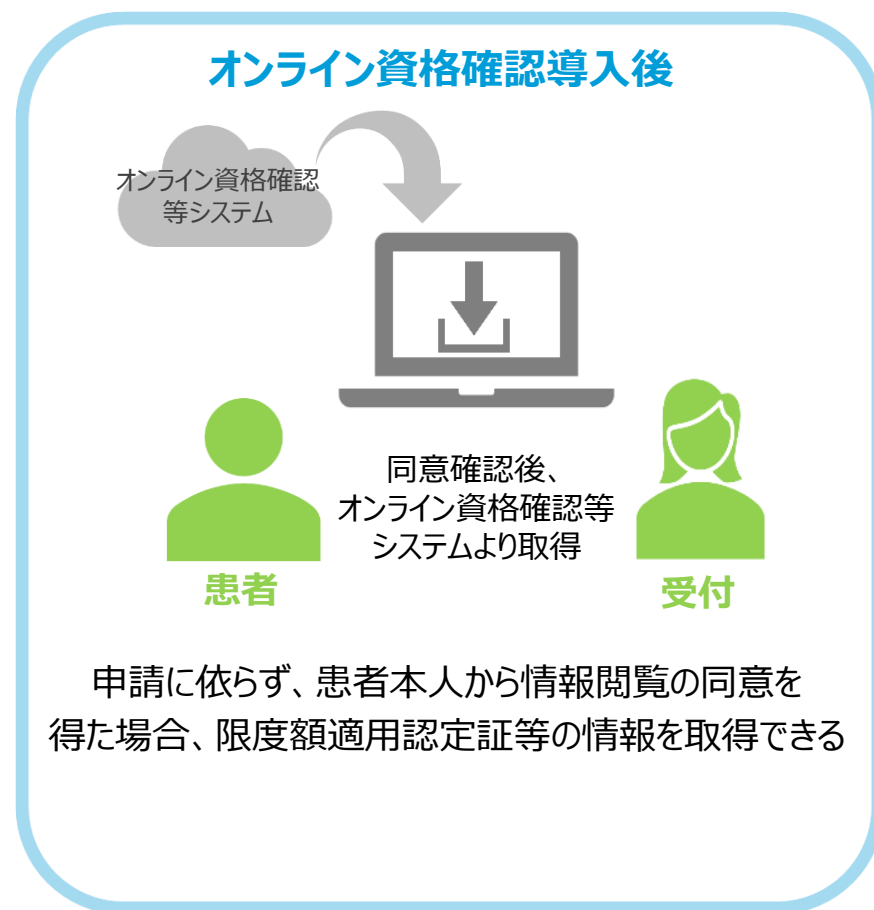 オンライン資格確認導入後
オンライン資格確認
等システム
同意確認後、
オンライン資格確認等
システムより取得
患者
受付
申請に依らず、患者本人から情報閲覧の同意を
得た場合、限度額適用認定証等の情報を取得できる